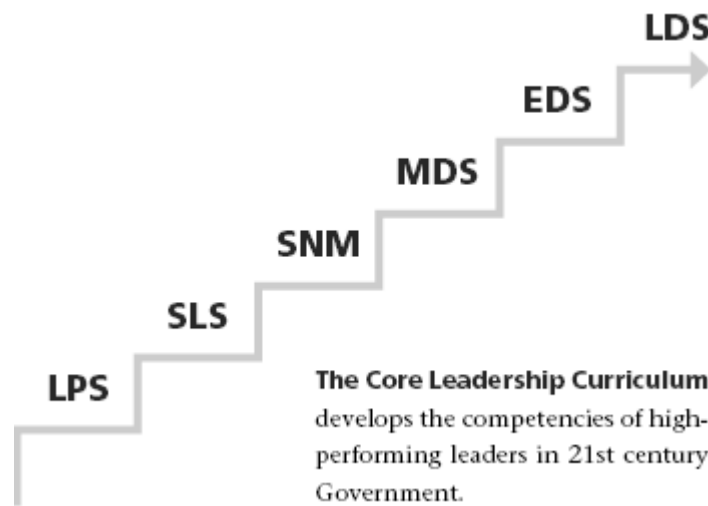 LDS
EDS
MDS
SNM
SLS
LPS
The Core Leadership Curriculum
develops the competencies of high-
performing leaders in 21st century
Government.